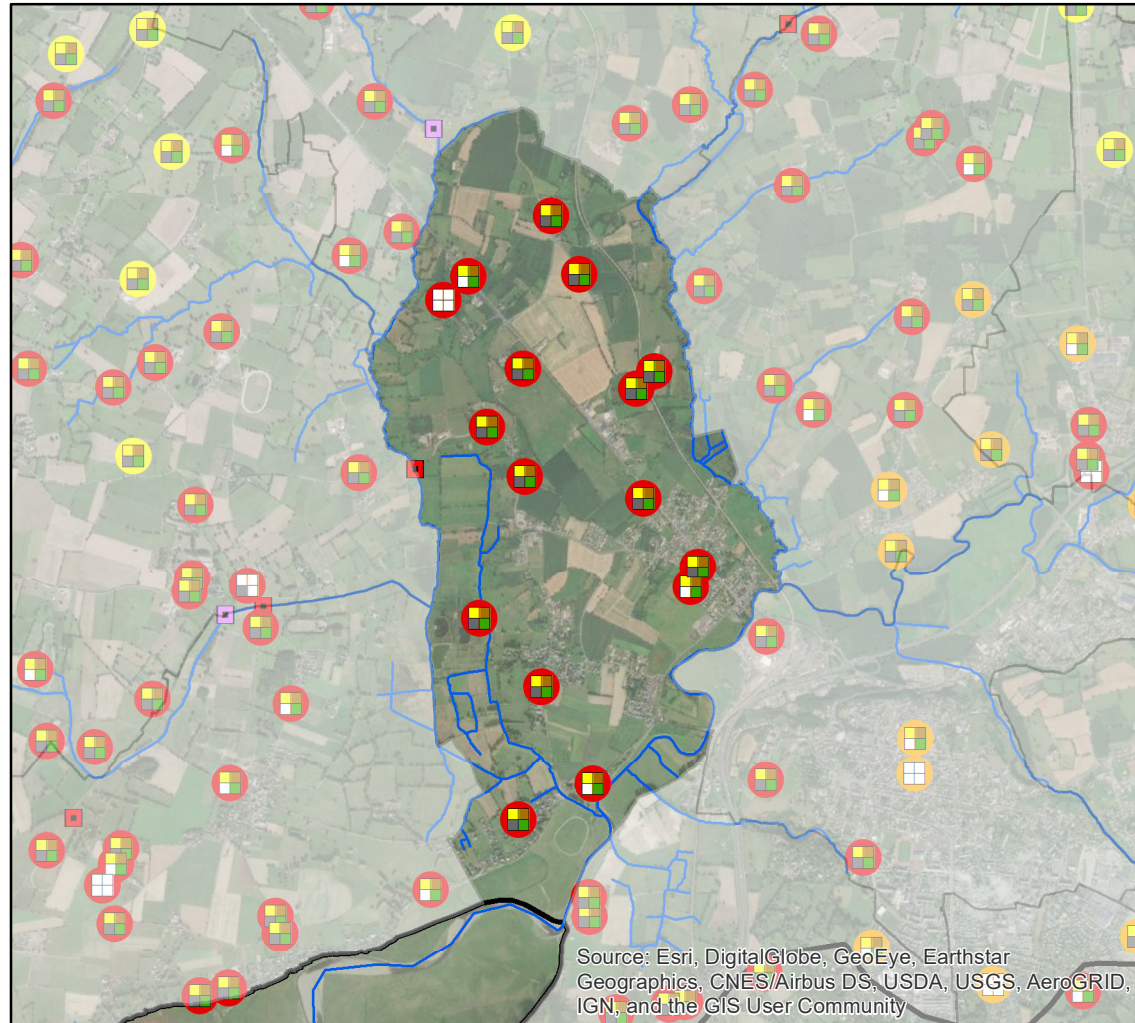 Source: Esri, DigitalGlobe, GeoEye, Earthstar
Geographics, CNES/Airbus DS, USDA, USGS, AeroGRID,
IGN, and the GIS User Community